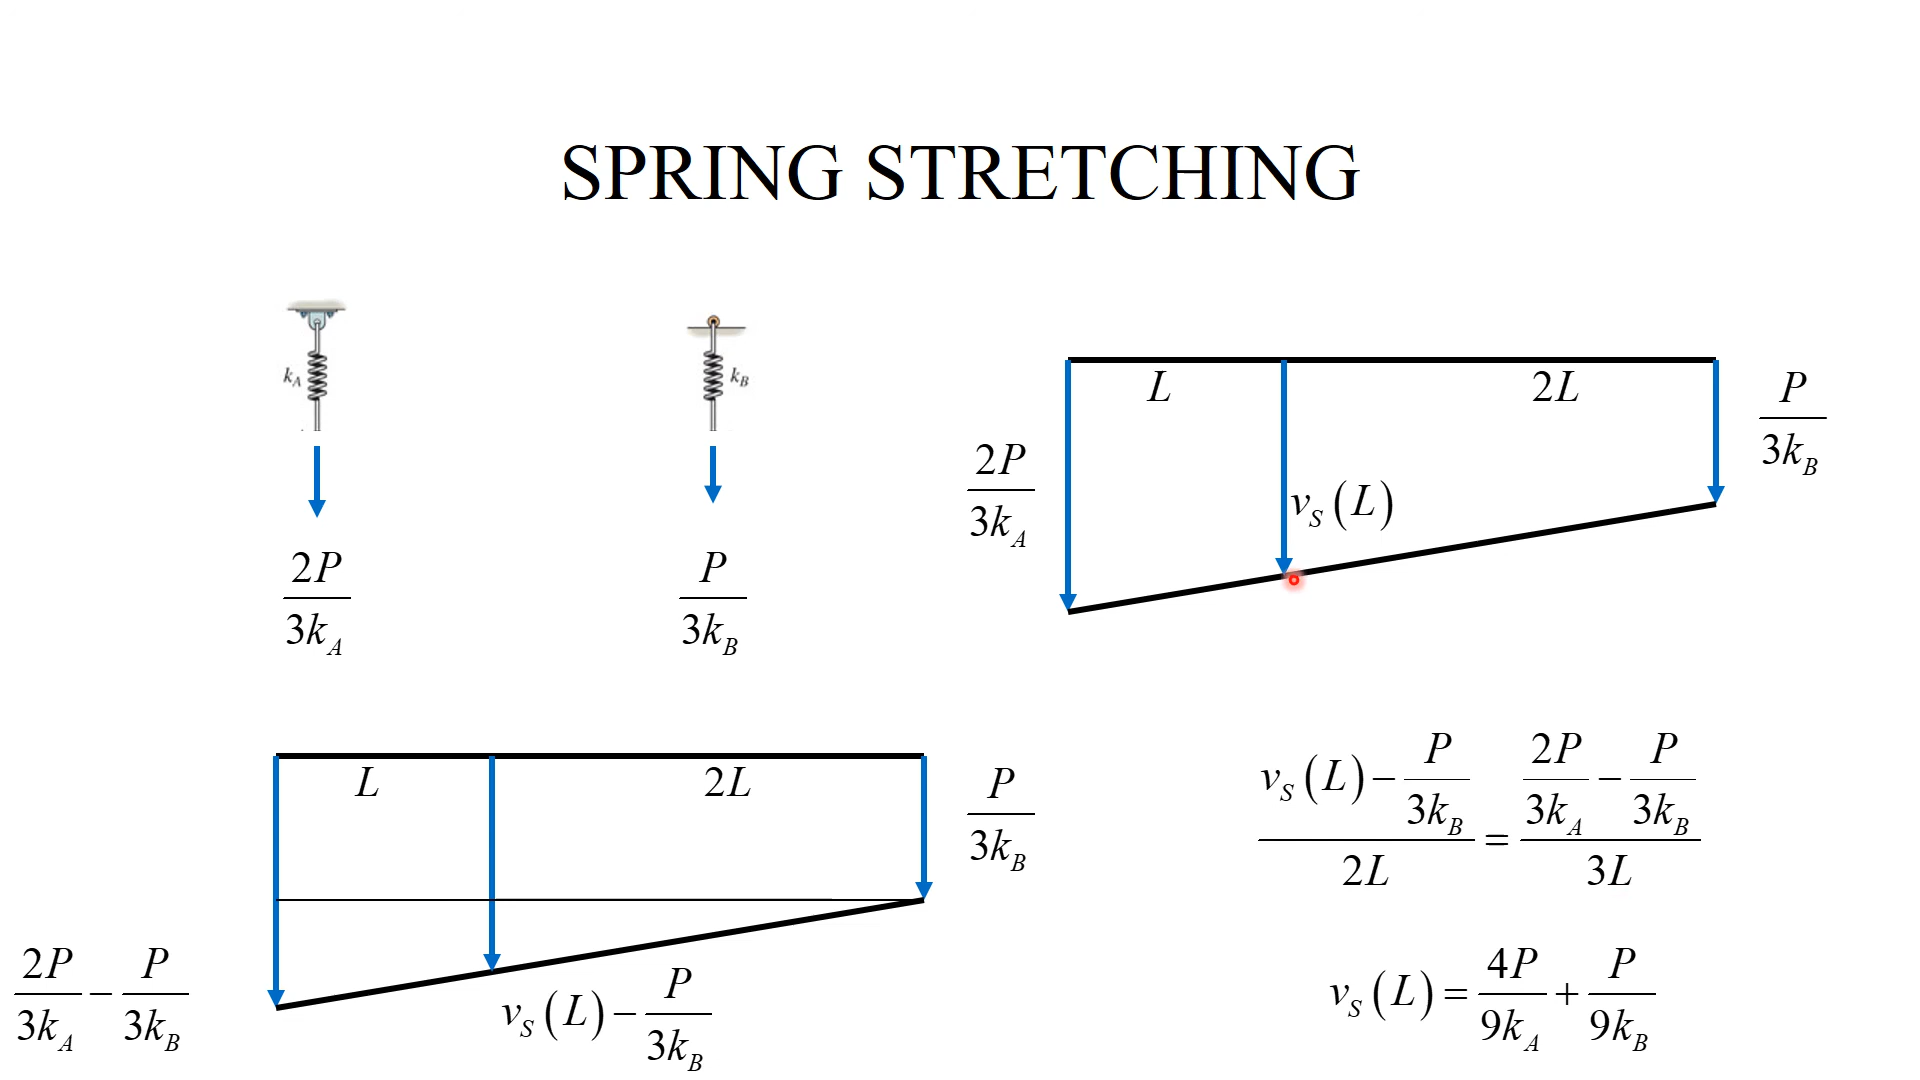 SPRING STRETCHING
k_A
k_B
2P/3k_A
P/3k_B
L
2L
2P/3k_A
P/3k_B
v_S(L)
L
2L
P/3k_B
2P/3k_A − P/3k_B
v_S(L) − P/3k_B
(v_S(L) − P/3k_B)/2L = (2P/3k_A − P/3k_B)/3L
v_S(L) = 4P/9k_A + P/9k_B